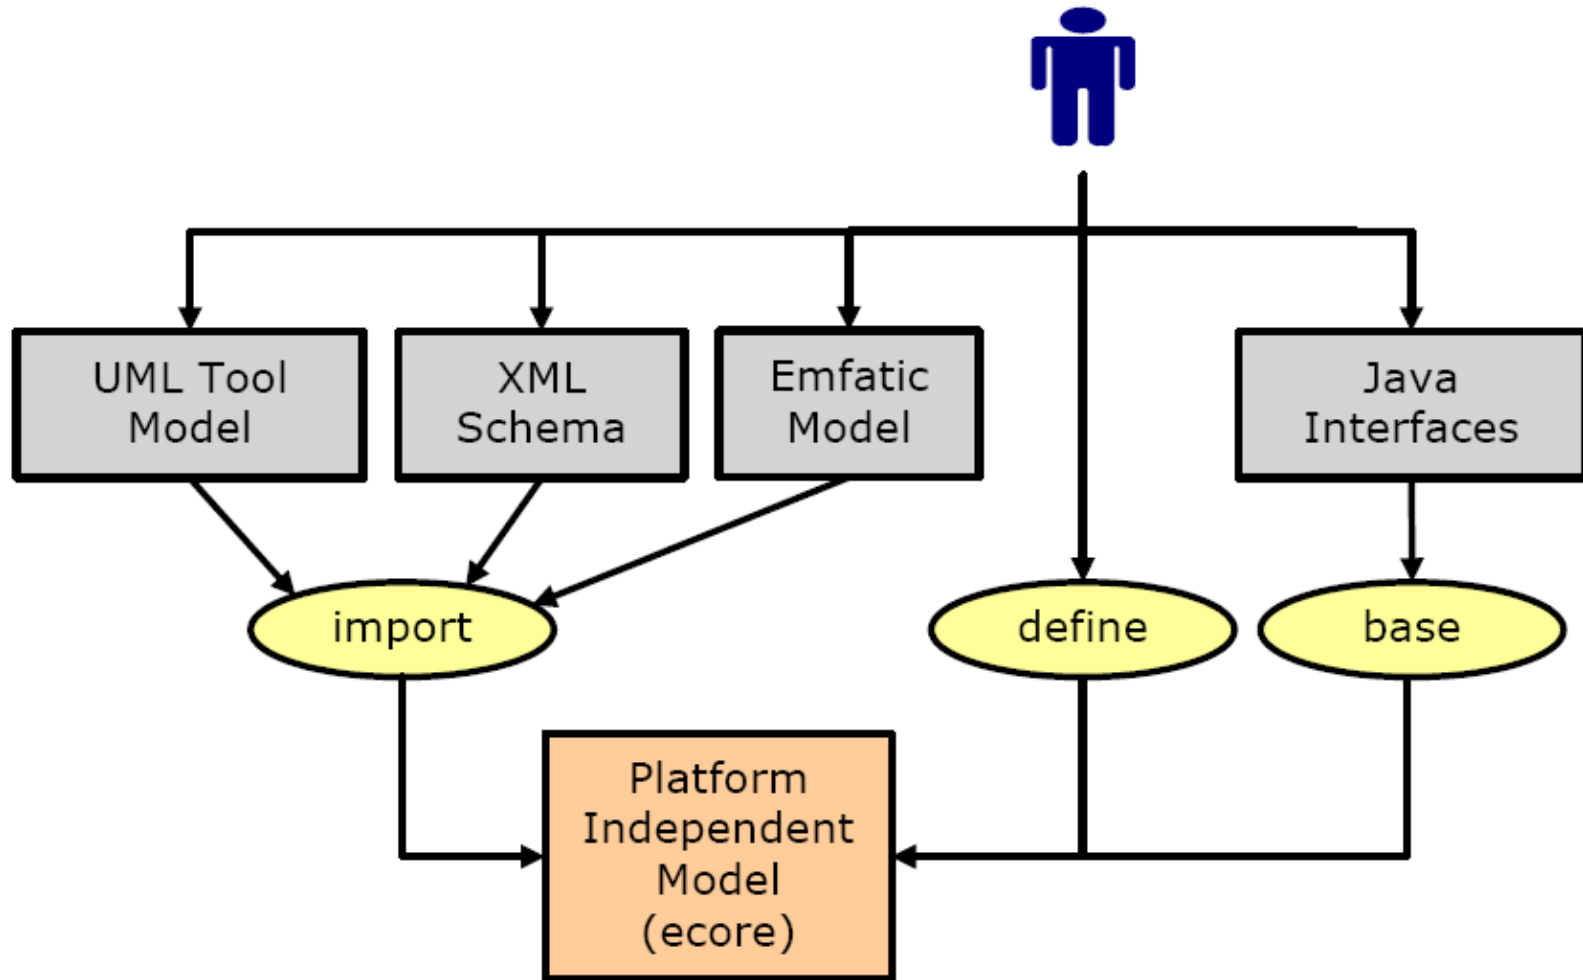 UML Tool
Model
XML
Schema
Emfatic
Model
Java
Interfaces
import
define
base
Platform
Independent
Model
(ecore)